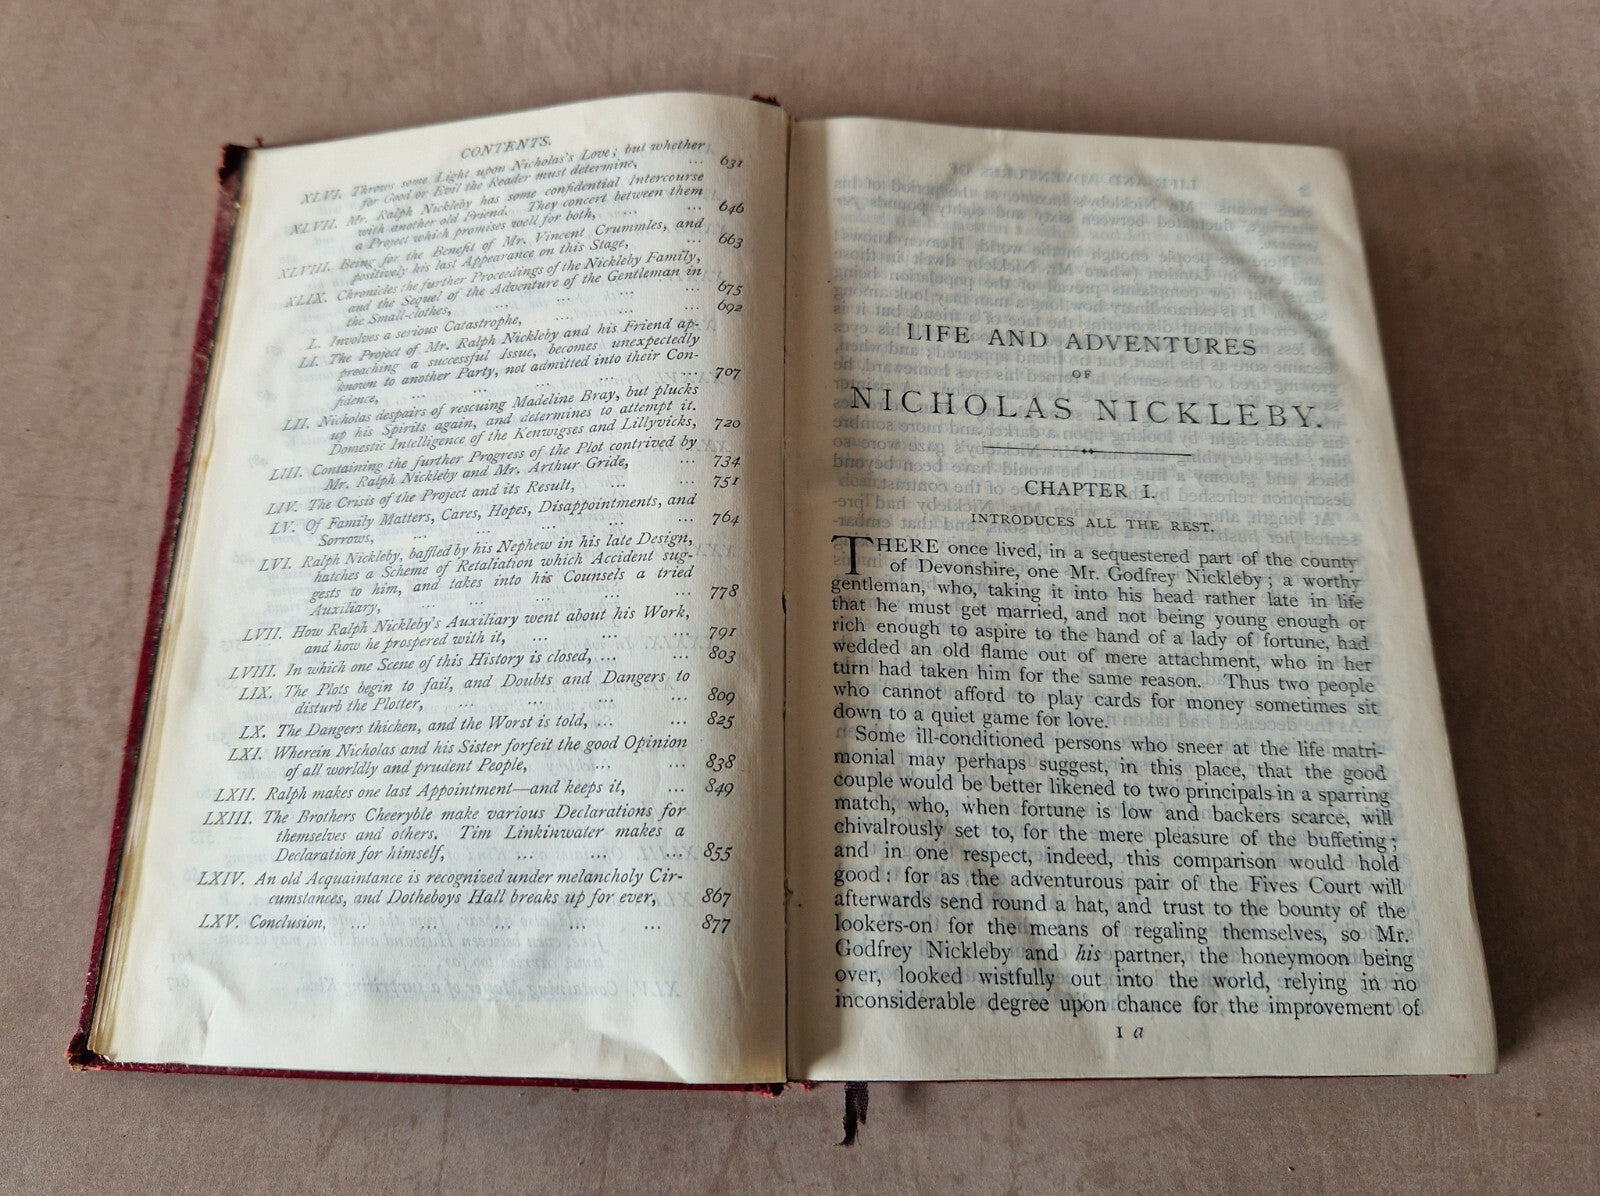 CONTENTS.
XLVI. Throws some Light upon Nicholas's Love; but whether
for Good or Evil the Reader must determine, ... 631
XLVII. Mr. Ralph Nickleby has some confidential Intercourse
with another old Friend. They concert between them
a Project which promises well for both, ... ... 646
XLVIII. Being for the Benefit of Mr. Vincent Crummles, and
positively his last Appearance on this Stage, ... 663
XLIX. Chronicles the further Proceedings of the Nickleby Family,
and the Sequel of the Adventure of the Gentleman in
the Small-clothes, ... ... ... ... 675
L. Involves a serious Catastrophe, ... ... ... 692
LI. The Project of Mr. Ralph Nickleby and his Friend ap-
proaching a successful Issue, becomes unexpectedly
known to another Party, not admitted into their Con-
fidence, ... ... ... ... ... 707
LII. Nicholas despairs of rescuing Madeline Bray, but plucks
up his Spirits again, and determines to attempt it.
Domestic Intelligence of the Kenwigses and Lillyvicks, 720
LIII. Containing the further Progress of the Plot contrived by
Mr. Ralph Nickleby and Mr. Arthur Gride, ... 734
LIV. The Crisis of the Project and its Result, ... ... 751
LV. Of Family Matters, Cares, Hopes, Disappointments, and
Sorrows, ... ... ... ... ... 764
LVI. Ralph Nickleby, baffled by his Nephew in his late Design,
hatches a Scheme of Retaliation which Accident sug-
gests to him, and takes into his Counsels a tried
Auxiliary, ... ... ... ... ... 778
LVII. How Ralph Nickleby's Auxiliary went about his Work,
and how he prospered with it, ... ... ... 791
LVIII. In which one Scene of this History is closed, ... ... 803
LIX. The Plots begin to fail, and Doubts and Dangers to
disturb the Plotter, ... ... ... ... 809
LX. The Dangers thicken, and the Worst is told, ... ... 825
LXI. Wherein Nicholas and his Sister forfeit the good Opinion
of all worldly and prudent People, ... ... 838
LXII. Ralph makes one last Appointment—and keeps it, ... 849
LXIII. The Brothers Cheeryble make various Declarations for
themselves and others. Tim Linkinwater makes a
Declaration for himself, ... ... ... 855
LXIV. An old Acquaintance is recognized under melancholy Cir-
cumstances, and Dotheboys Hall breaks up for ever, 867
LXV. Conclusion, ... ... ... ... ... 877
LIFE AND ADVENTURES
OF
NICHOLAS NICKLEBY.
CHAPTER I.
INTRODUCES ALL THE REST.
THERE once lived, in a sequestered part of the county
of Devonshire, one Mr. Godfrey Nickleby; a worthy
gentleman, who, taking it into his head rather late in life
that he must get married, and not being young enough or
rich enough to aspire to the hand of a lady of fortune, had
wedded an old flame out of mere attachment, who in her
turn had taken him for the same reason. Thus two people
who cannot afford to play cards for money sometimes sit
down to a quiet game for love.
Some ill-conditioned persons who sneer at the life matri-
monial may perhaps suggest, in this place, that the good
couple would be better likened to two principals in a sparring
match, who, when fortune is low and backers scarce, will
chivalrously set to, for the mere pleasure of the buffeting;
and in one respect, indeed, this comparison would hold
good: for as the adventurous pair of the Fives Court will
afterwards send round a hat, and trust to the bounty of the
lookers-on for the means of regaling themselves, so Mr.
Godfrey Nickleby and his partner, the honeymoon being
over, looked wistfully out into the world, relying in no
inconsiderable degree upon chance for the improvement of
1 a